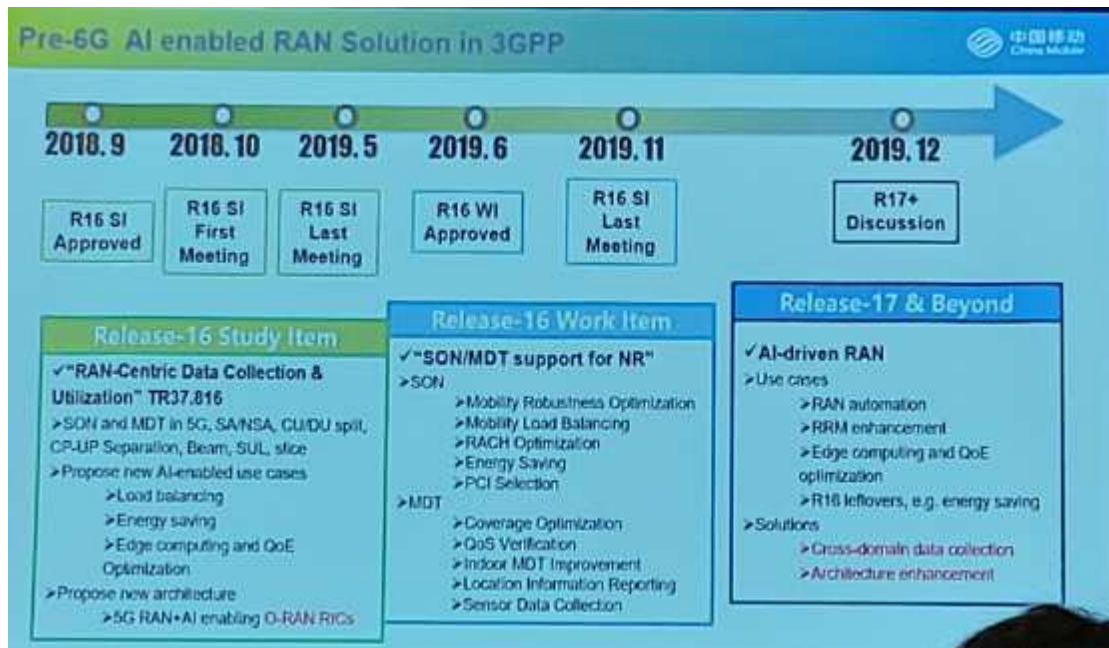 Pre-6G AI enabled RAN Solution in 3GPP
中国移动
China Mobile
2018.9
2018.10
2019.5
2019.6
2019.11
2019.12
R16 SI
Approved
R16 SI
First
Meeting
R16 SI
Last
Meeting
R16 WI
Approved
R16 SI
Last
Meeting
R17+
Discussion
Release-16 Study Item
✓"RAN-Centric Data Collection &
Utilization" TR37.816
➢SON and MDT in 5G, SA/NSA, CU/DU split,
CP-UP Separation, Beam, SUL, slice
➢Propose new AI-enabled use cases
➢Load balancing
➢Energy saving
➢Edge computing and QoE
Optimization
➢Propose new architecture
➢5G RAN+AI enabling O-RAN RICs
Release-16 Work Item
✓"SON/MDT support for NR"
➢SON
➢Mobility Robustness Optimization
➢Mobility Load Balancing
➢RACH Optimization
➢Energy Saving
➢PCI Selection
➢MDT
➢Coverage Optimization
➢QoS Verification
➢Indoor MDT Improvement
➢Location Information Reporting
➢Sensor Data Collection
Release-17 & Beyond
✓AI-driven RAN
➢Use cases
➢RAN automation
➢RRM enhancement
➢Edge computing and QoE
optimization
➢R16 leftovers, e.g. energy saving
➢Solutions
➢Cross-domain data collection
➢Architecture enhancement